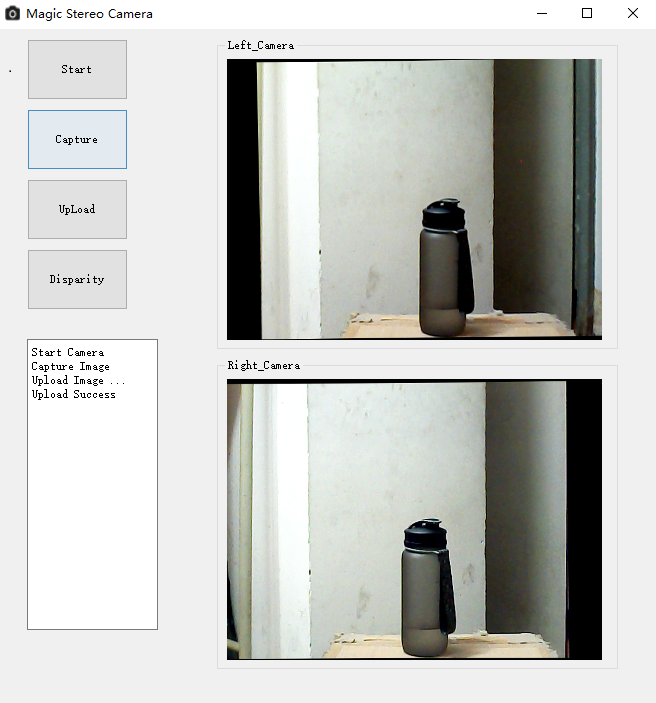 Magic Stereo Camera
Start
Capture
UpLoad
Disparity
Start Camera
Capture Image
Upload Image ...
Upload Success
Left_Camera
Right_Camera